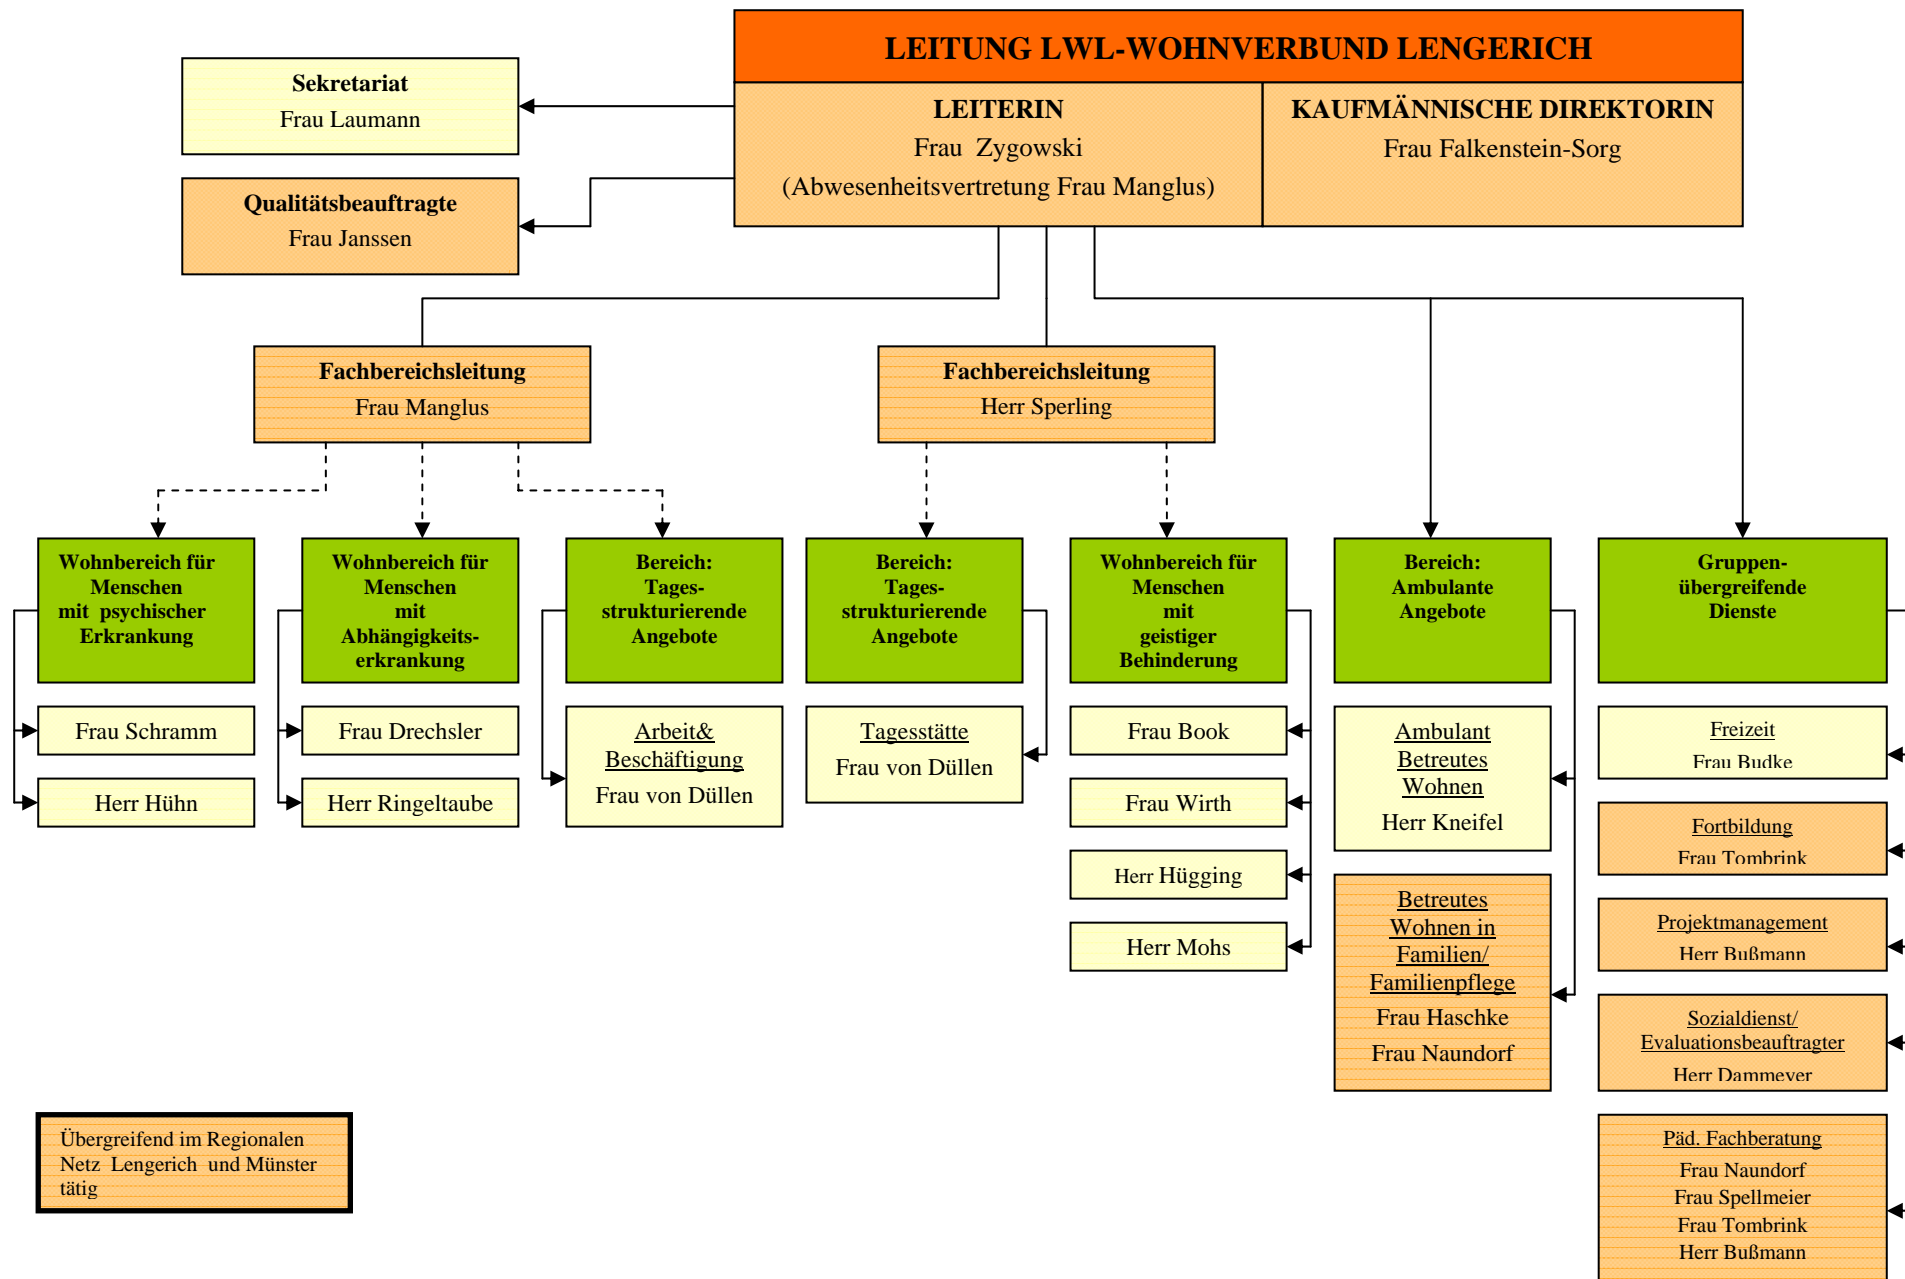 LEITUNG LWL-WOHNVERBUND LENGERICH
Sekretariat
Frau Laumann
LEITERIN
Frau Zygowski
(Abwesenheitsvertretung Frau Manglus)
KAUFMÄNNISCHE DIREKTORIN
Frau Falkenstein-Sorg
Qualitätsbeauftragte
Frau Janssen
Fachbereichsleitung
Frau Manglus
Fachbereichsleitung
Herr Sperling
Wohnbereich für
Menschen
mit psychischer
Erkrankung
Frau Schramm
Herr Hühn
Wohnbereich für
Menschen
mit
Abhängigkeits-
erkrankung
Frau Drechsler
Herr Ringeltaube
Bereich:
Tages-
strukturierende
Angebote
Arbeit&
Beschäftigung
Frau von Düllen
Bereich:
Tages-
strukturierende
Angebote
Tagesstätte
Frau von Düllen
Wohnbereich für
Menschen
mit
geistiger
Behinderung
Frau Book
Frau Wirth
Herr Hügging
Herr Mohs
Bereich:
Ambulante
Angebote
Ambulant
Betreutes
Wohnen
Herr Kneifel
Betreutes
Wohnen in
Familien/
Familienpflege
Frau Haschke
Frau Naundorf
Gruppen-
übergreifende
Dienste
Freizeit
Frau Budke
Fortbildung
Frau Tombrink
Projektmanagement
Herr Bußmann
Sozialdienst/
Evaluationsbeauftragter
Herr Dammeyer
Päd. Fachberatung
Frau Naundorf
Frau Spellmeier
Frau Tombrink
Herr Bußmann
Übergreifend im Regionalen
Netz Lengerich und Münster
tätig